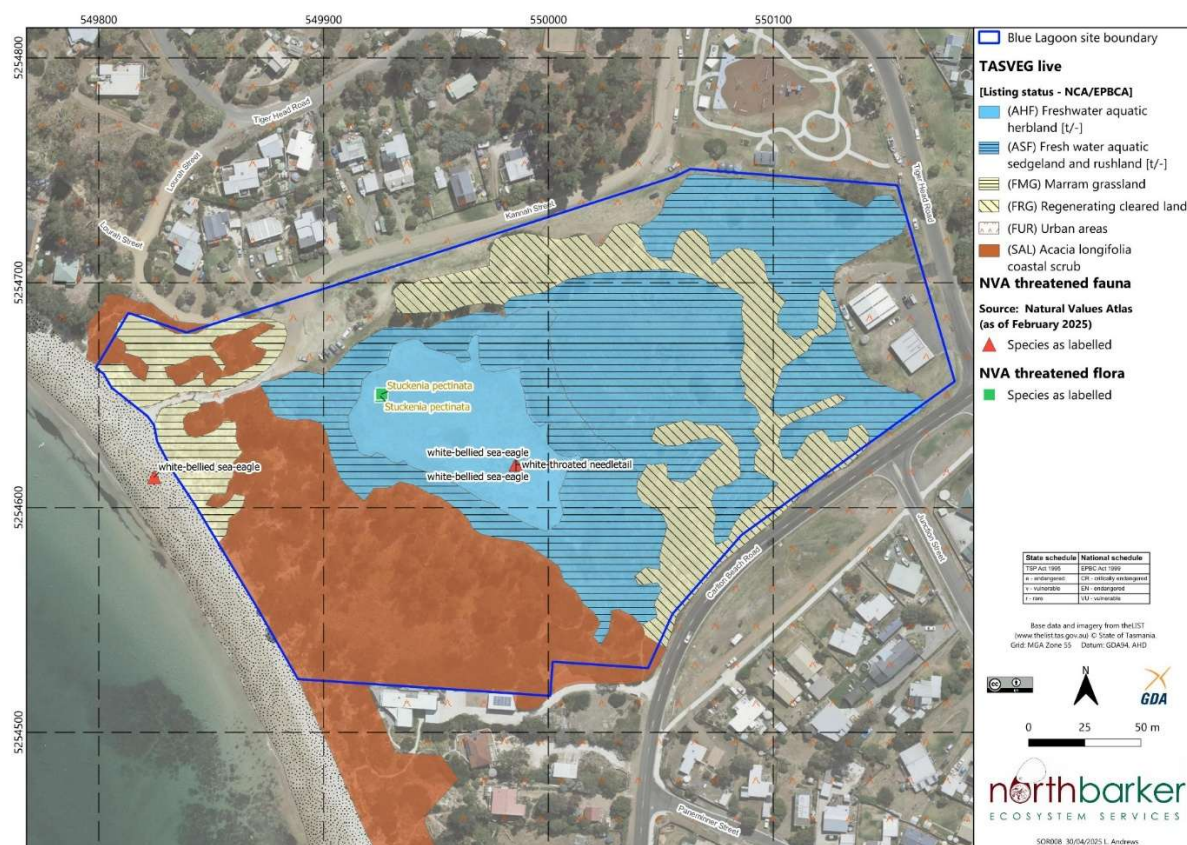 549800
549900
550000
550100
5254800
5254700
5254600
5254500
Tiger Head Road
Lourah Street
Lourah Street
Kannah Street
Tiger Head Road
Stuckenia pectinata
Stuckenia pectinata
white-bellied sea-eagle
white-throated needletail
white-bellied sea-eagle
white-bellied sea-eagle
Carlton Beach Road
Junction Street
Blue Lagoon site boundary
TASVEG live
[Listing status - NCA/EPBCA]
(AHF) Freshwater aquatic
herbland [t/-]
(ASF) Fresh water aquatic
sedgeland and rushland [t/-]
(FMG) Marram grassland
(FRG) Regenerating cleared land
(FUR) Urban areas
(SAL) Acacia longifolia
coastal scrub
NVA threatened fauna
Source: Natural Values Atlas
(as of February 2025)
Species as labelled
NVA threatened flora
Species as labelled
State schedule National schedule
TSP Act 1995 EPBC Act 1999
e - endangered CR - critically endangered
v - vulnerable EN - endangered
r - rare VU - vulnerable
Base data and imagery from theLIST
(www.thelist.tas.gov.au) © State of Tasmania
Grid: MGA Zone 55 Datum: GDA94, AHD
cc
BY
N
GDA
0 25 50 m
northbarker
ECOSYSTEM SERVICES
SOR008 30/04/2025 L. Andrews